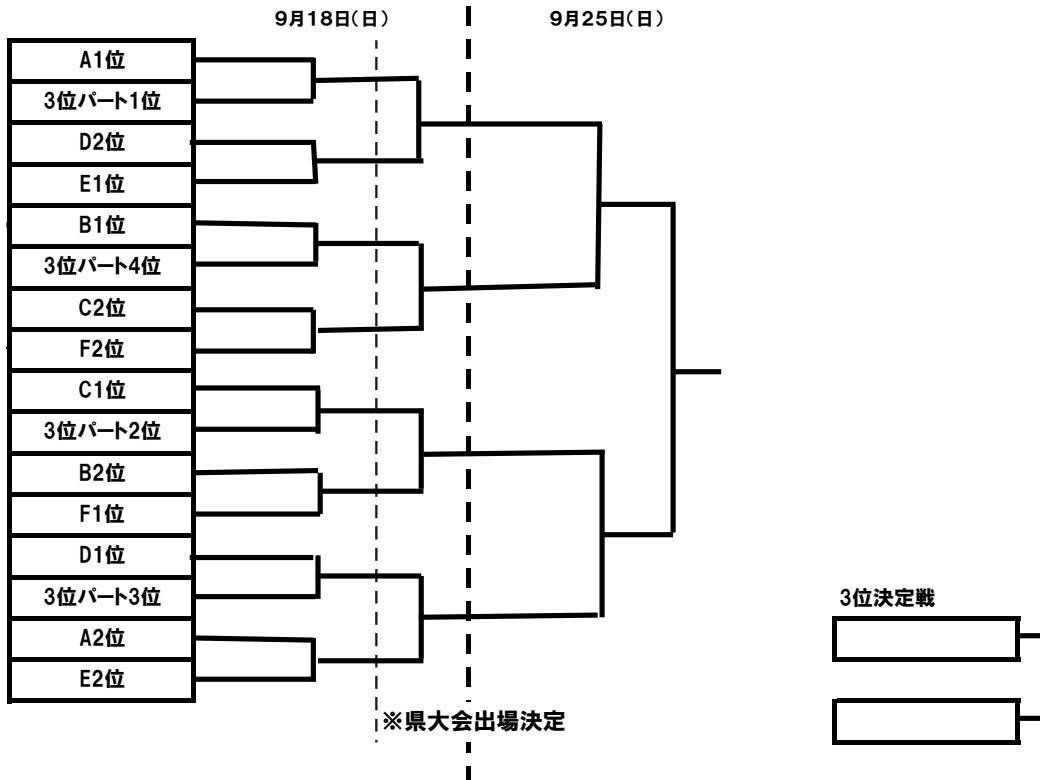 9月18日(日)
9月25日(日)
A1位
3位パート1位
D2位
E1位
B1位
3位パート4位
C2位
F2位
C1位
3位パート2位
B2位
F1位
D1位
3位パート3位
A2位
E2位
※県大会出場決定
3位決定戦